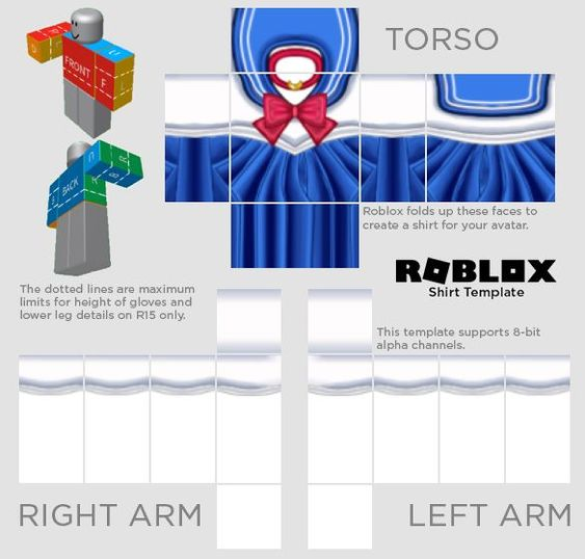 TORSO
FRONT
F
L
U
BACK
R
Roblox folds up these faces to
create a shirt for your avatar.
ROBLOX
Shirt Template
The dotted lines are maximum
limits for height of gloves and
lower leg details on R15 only.
This template supports 8-bit
alpha channels.
RIGHT ARM
LEFT ARM